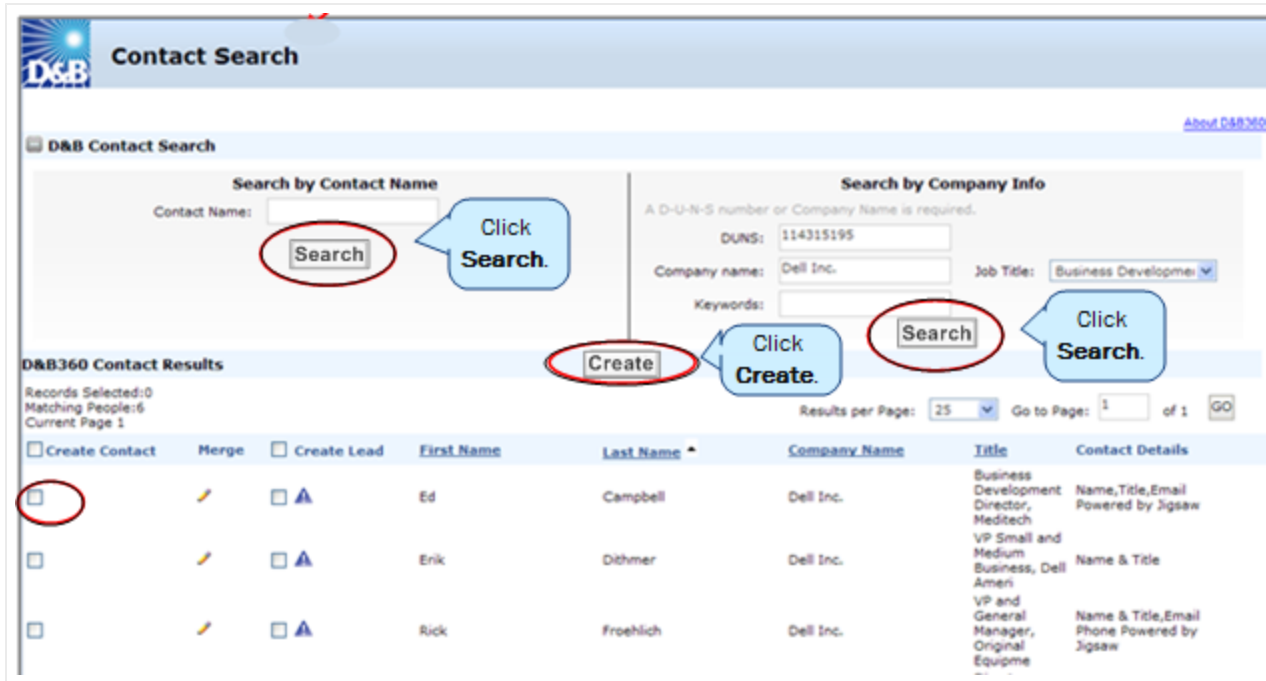 D&B
Contact Search
About D&B360
D&B Contact Search
Search by Contact Name
Contact Name:
Search
Click
Search.
Search by Company Info
A D-U-N-S number or Company Name is required.
DUNS: 114315195
Company name: Dell Inc. Job Title: Business Developme
Keywords:
Search
Click
Search.
Create
Click
Create.
D&B360 Contact Results
Records Selected:0
Matching People:6
Current Page 1
Results per Page: 25 Go to Page: 1 of 1 GO
Create Contact Merge Create Lead First Name Last Name Company Name Title Contact Details
Ed Campbell Dell Inc.
Business
Development
Director,
Meditech
Name,Title,Email
Powered by Jigsaw
Erik Dithmer Dell Inc.
VP Small and
Medium
Business, Dell
Ameri
Name & Title
Rick Froehlich Dell Inc.
VP and
General
Manager,
Original
Equipme
Name & Title,Email
Phone Powered by
Jigsaw